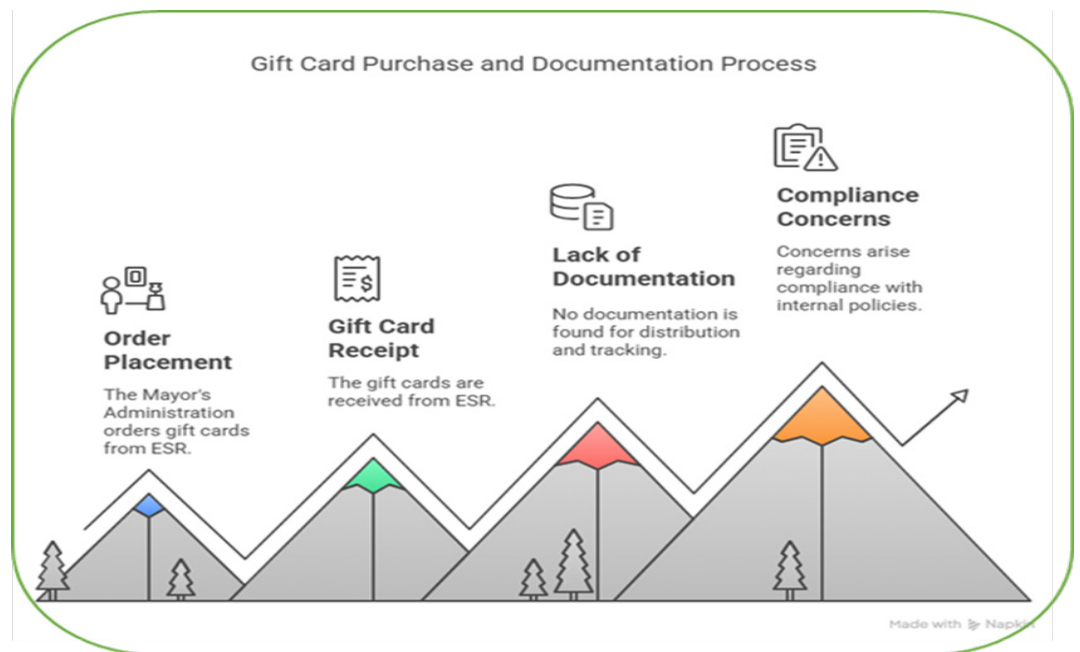 Gift Card Purchase and Documentation Process
Order
Placement
The Mayor's
Administration
orders gift cards
from ESR.
Gift Card
Receipt
The gift cards are
received from ESR.
Lack of
Documentation
No documentation is
found for distribution
and tracking.
Compliance
Concerns
Concerns arise
regarding
compliance with
internal policies.
Made with Napkin